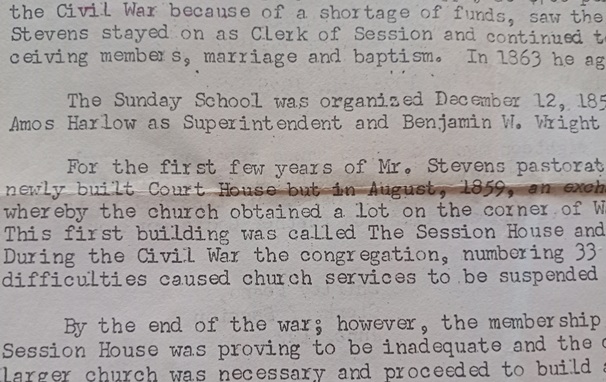 the Civil War because of a shortage of funds, saw the
Stevens stayed on as Clerk of Session and continued t
ceiving members, marriage and baptism. In 1863 he ag
The Sunday School was organized December 12, 185
Amos Harlow as Superintendent and Benjamin W. Wright
For the first few years of Mr. Stevens pastorat
newly built Court House but in August, 1859, an exch
whereby the church obtained a lot on the corner of W
This first building was called The Session House and
During the Civil War the congregation, numbering 33
difficulties caused church services to be suspended
By the end of the war; however, the membership
Session House was proving to be inadequate and the
larger church was necessary and proceeded to build